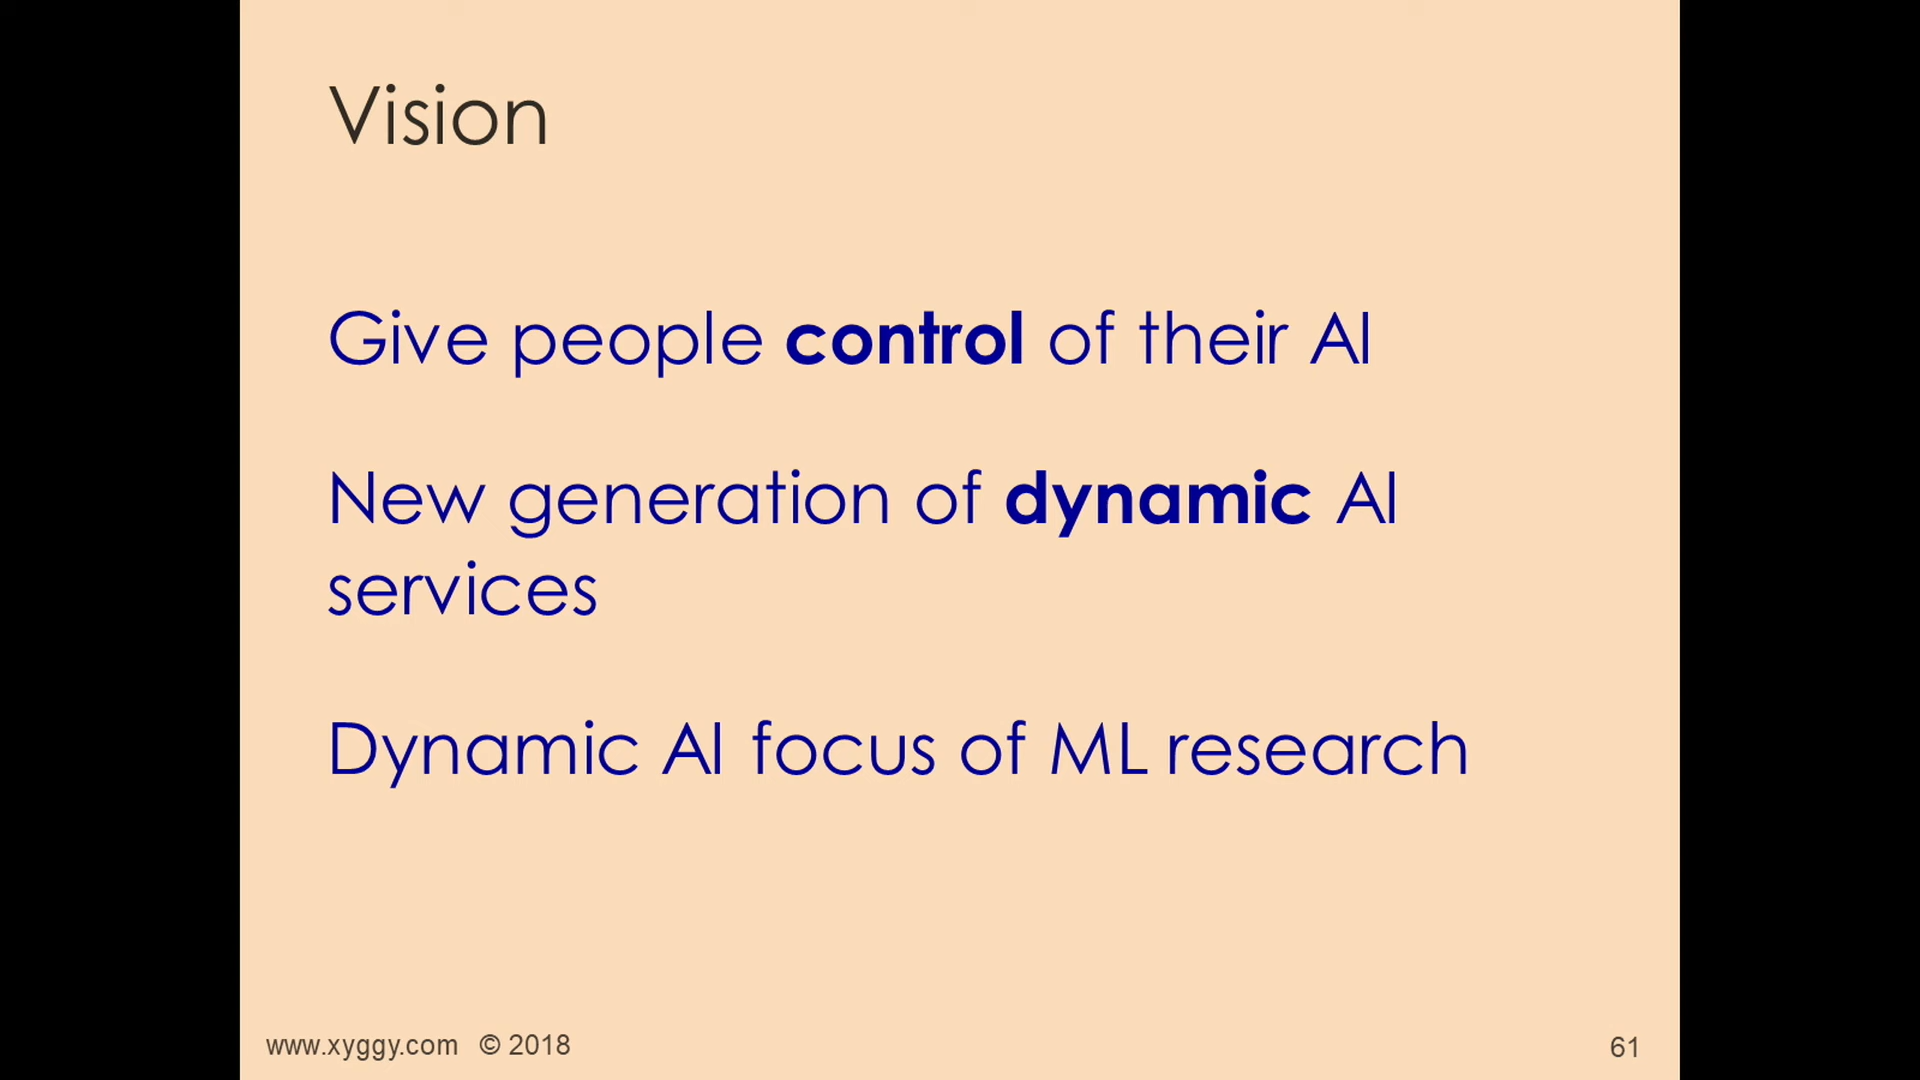 Vision
Give people control of their AI
New generation of dynamic AI
services
Dynamic AI focus of ML research
www.xyggy.com © 2018
61